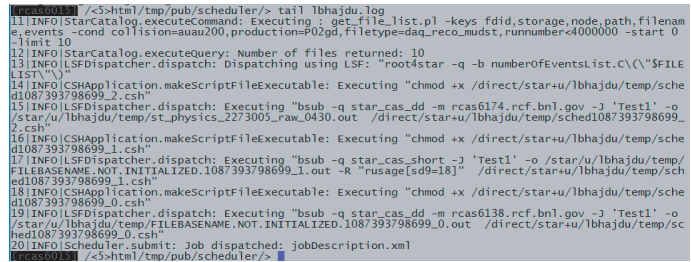 [rcas6015] /<5>html/tmp/pub/scheduler/> tail lbhajdu.log
11|INFO|StarCatalog.executeCommand: Executing : get_file_list.pl -keys fdid,storage,node,path,filenam
e,events -cond collision=auau200,production=P02gd,filetype=daq_reco_mudst,runnumber<4000000 -start 0
-limit 10
12|INFO|StarCatalog.executeQuery: Number of files returned: 10
13|INFO|LSFDispatcher.dispatch: Dispatching using LSF: "root4star -q -b numberOfEventsList.C\(\"$FILE
LIST\"\)"
14|INFO|CSHApplication.makeScriptFileExecutable: Executing "chmod +x /direct/star+u/lbhajdu/temp/sche
d1087393798699_2.csh"
15|INFO|LSFDispatcher.dispatch: Executing "bsub -q star_cas_dd -m rcas6174.rcf.bnl.gov -J 'Test1' -o
/star/u/lbhajdu/temp/st_physics_2273005_raw_0430.out  /direct/star+u/lbhajdu/temp/sched1087393798699_
2.csh"
16|INFO|CSHApplication.makeScriptFileExecutable: Executing "chmod +x /direct/star+u/lbhajdu/temp/sche
d1087393798699_1.csh"
17|INFO|LSFDispatcher.dispatch: Executing "bsub -q star_cas_short -J 'Test1' -o /star/u/lbhajdu/temp/
FILEBASENAME.NOT.INITIALIZED.1087393798699_1.out -R "rusage[sd9=18]"  /direct/star+u/lbhajdu/temp/sch
ed1087393798699_1.csh"
18|INFO|CSHApplication.makeScriptFileExecutable: Executing "chmod +x /direct/star+u/lbhajdu/temp/sche
d1087393798699_0.csh"
19|INFO|LSFDispatcher.dispatch: Executing "bsub -q star_cas_dd -m rcas6138.rcf.bnl.gov -J 'Test1' -o
/star/u/lbhajdu/temp/FILEBASENAME.NOT.INITIALIZED.1087393798699_0.out  /direct/star+u/lbhajdu/temp/sc
hed1087393798699_0.csh"
20|INFO|Scheduler.submit: Job dispatched: jobDescription.xml
[rcas6015] /<5>html/tmp/pub/scheduler/>